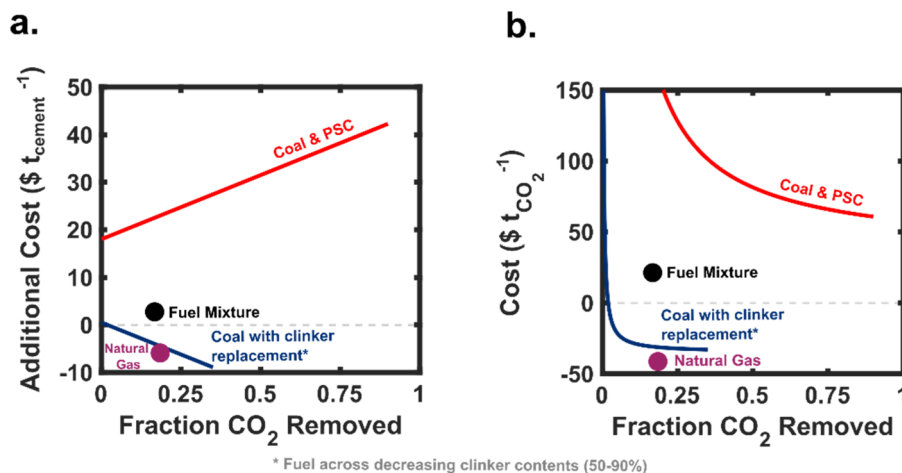 a.
50
40
30
20
10
0
-10
Additional Cost ($ t_cement ^-1)
Coal & PSC
Fuel Mixture
Natural
Gas
Coal with clinker
replacement*
0
0.25
0.5
0.75
1
Fraction CO₂ Removed
b.
150
100
50
0
-50
Cost ($ t_CO₂ ^-1)
Coal & PSC
Fuel Mixture
Coal with clinker
replacement*
Natural Gas
0
0.25
0.5
0.75
1
Fraction CO₂ Removed
* Fuel across decreasing clinker contents (50-90%)